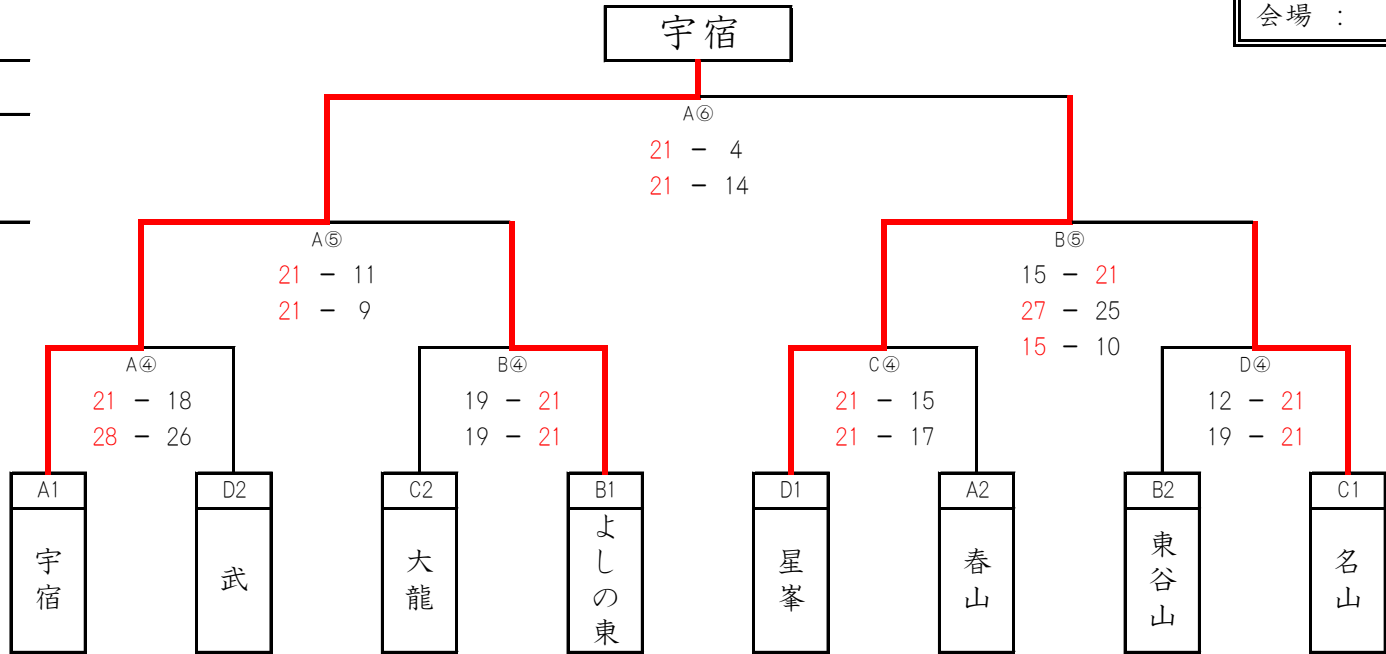 会場 :
宇宿
A⑥
21 - 4
21 - 14
A⑤
21 - 11
21 - 9
B⑤
15 - 21
27 - 25
15 - 10
A④
21 - 18
28 - 26
B④
19 - 21
19 - 21
C④
21 - 15
21 - 17
D④
12 - 21
19 - 21
A1
宇宿
D2
武
C2
大龍
B1
よしの東
D1
星峯
A2
春山
B2
東谷山
C1
名山